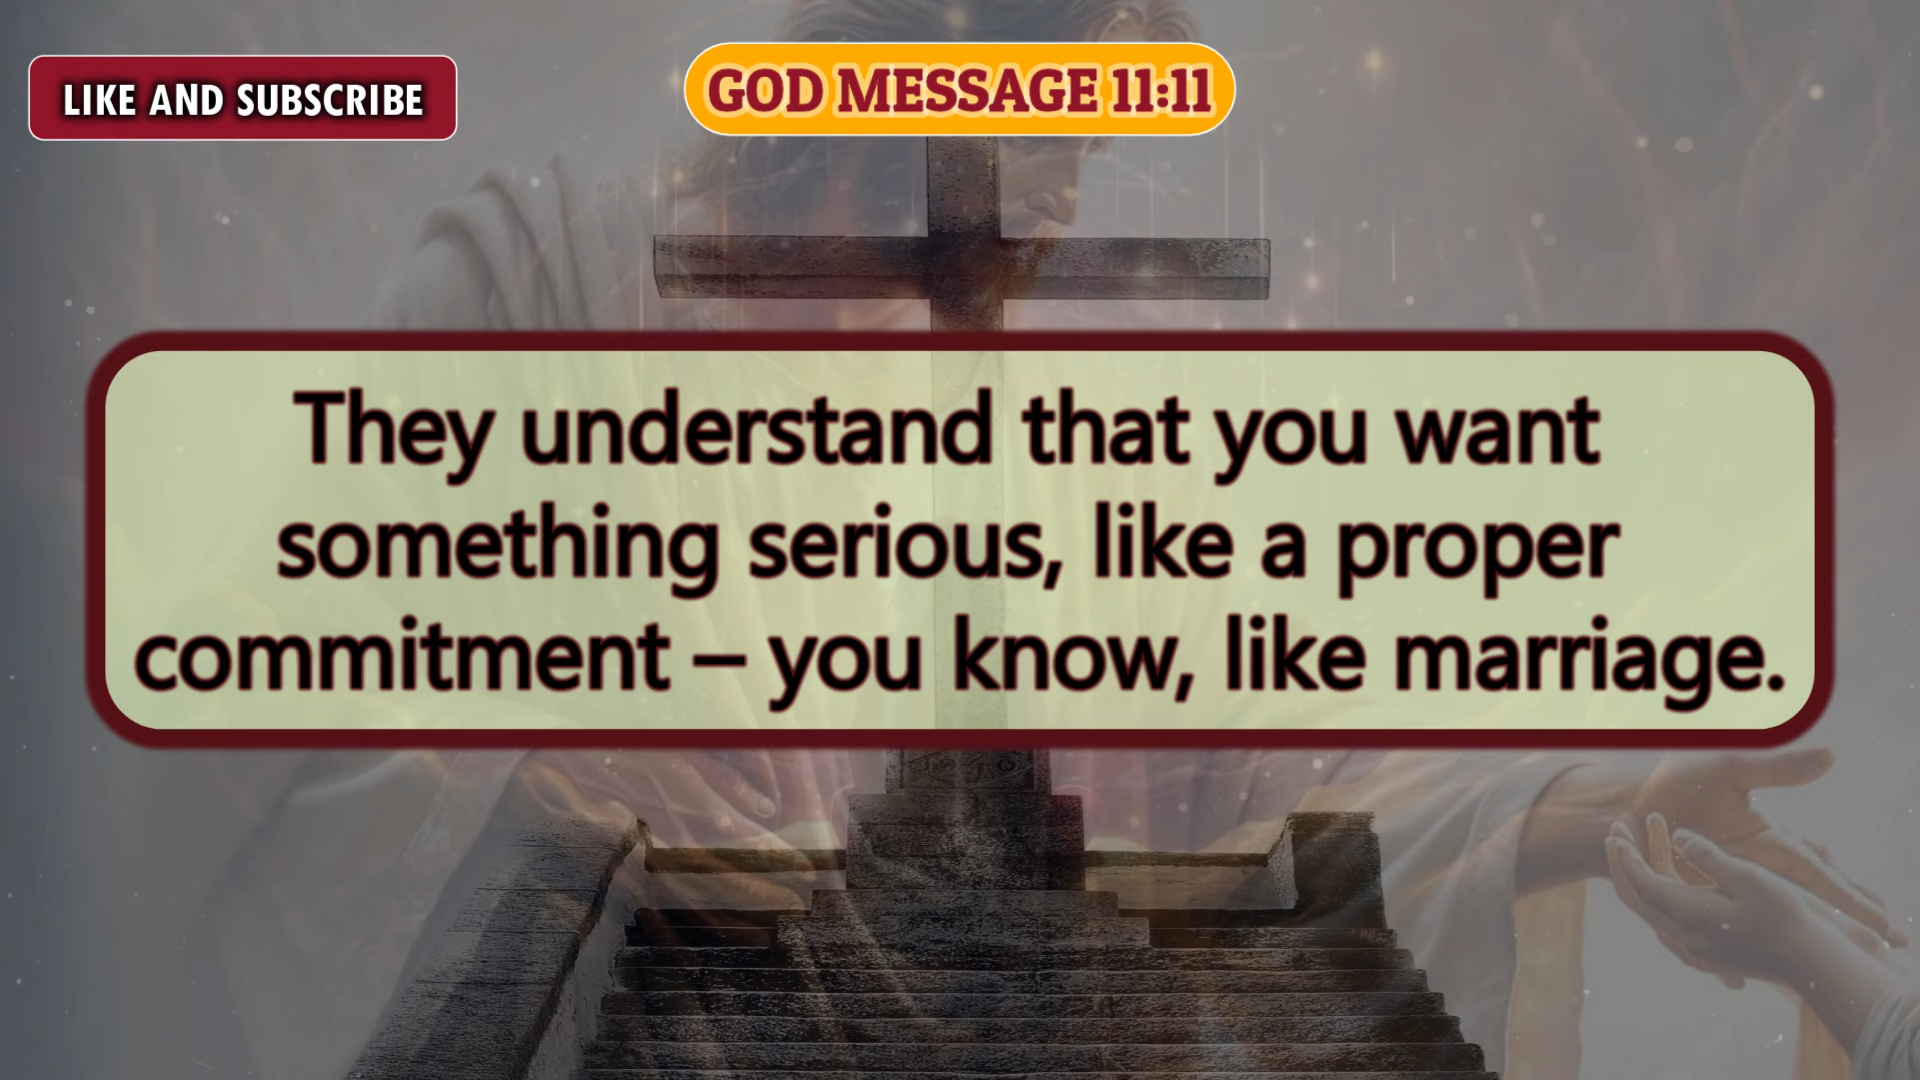 LIKE AND SUBSCRIBE
GOD MESSAGE 11:11
They understand that you want
something serious, like a proper
commitment – you know, like marriage.